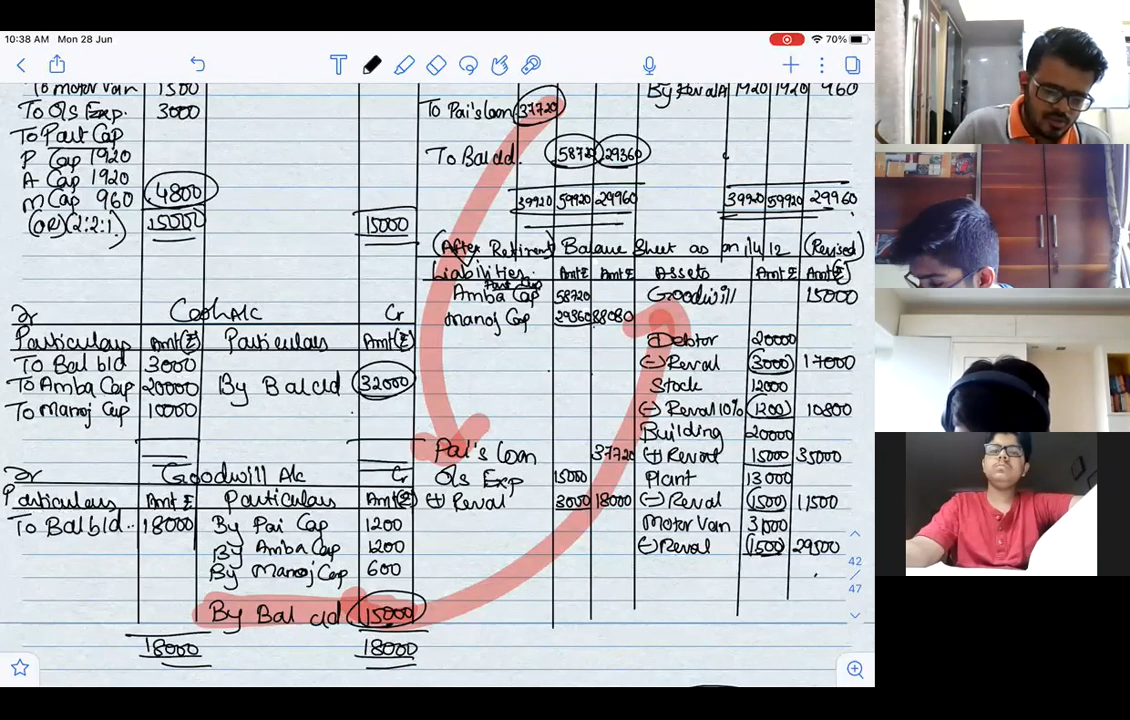 10:38 AM Mon 28 Jun
70%
To Motor Van 1500
To O/s Exp. 3000
To Part Cap
P Cap 1920
A Cap 1920
M Cap 960 4800
(OR)(2:2:1)
15000 15000
By Reval A 1920 1920 960
To Pai's Loan 37720
To Bal c/d. 58720 29360
39920 59920 29960 39920 59920 29960
Dr Cash A/c Cr
Particulars Amt(₹) Particulars Amt(₹)
To Bal b/d 3000
To Amba Cap 20000 By Bal c/d 32000
To Manoj Cap 10000
Dr Goodwill A/c Cr
Particulars Amt ₹ Particulars Amt(₹)
To Bal b/d .. 18000 By Pai Cap 1200
By Amba Cap 1200
By Manoj Cap 600
By Bal c/d 15000
18000 18000
(After Retirent) Balance Sheet as on 1/4/12 (Revised)
Liabilities Amt ₹ Amt ₹ Assets Amt ₹ Amt(₹)
Amba Cap 58720 Goodwill 15000
Manoj Cap 29360 88080
Debtor 20000
(-) Reval (3000) 17000
Stock 12000
(-) Reval 10% (1200) 10800
Building 20000
Pai's Loan 37720 (+) Reval 15000 35000
O/s Exp 15000 Plant 13000
(+) Reval 3000 18000 (-) Reval (1500) 11500
Motor Van 31000
(-) Reval (1500) 29500
42
/
47